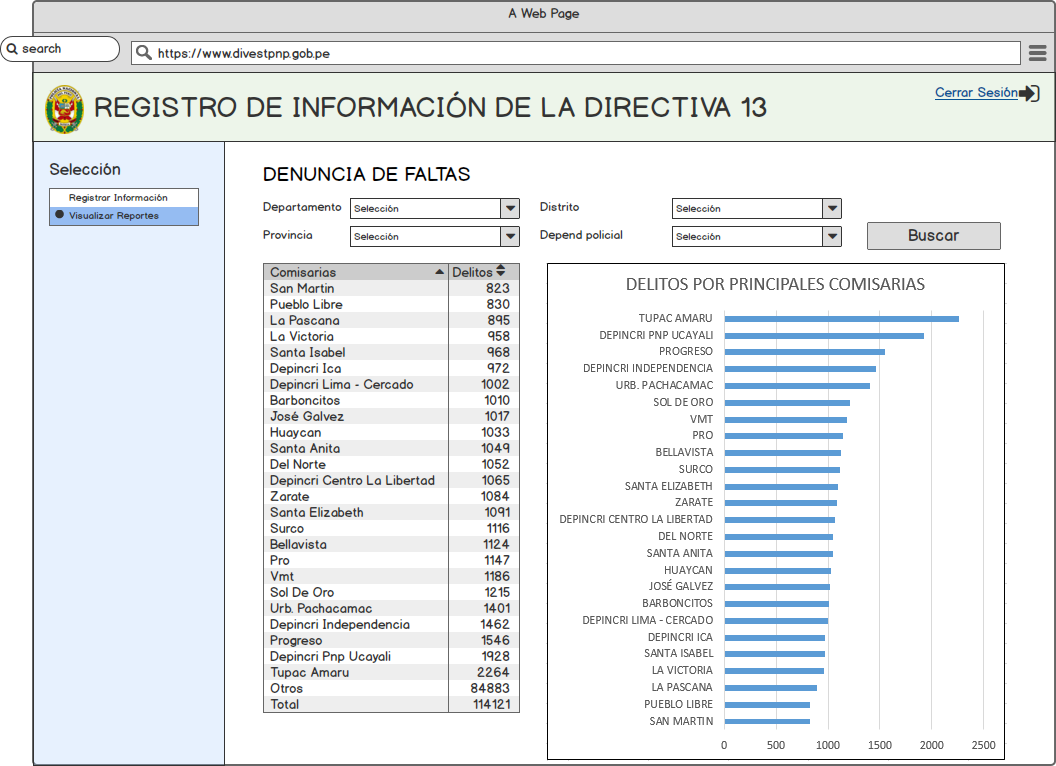 A Web Page
search
https://www.divestpnp.gob.pe
REGISTRO DE INFORMACIÓN DE LA DIRECTIVA 13
Cerrar Sesión
Selección
Registrar Información
Visualizar Reportes
DENUNCIA DE FALTAS
Departamento Selección Distrito Selección
Provincia Selección Depend policial Selección Buscar
Comisarias Delitos
San Martin 823
Pueblo Libre 830
La Pascana 895
La Victoria 958
Santa Isabel 968
Depincri Ica 972
Depincri Lima - Cercado 1002
Barboncitos 1010
José Galvez 1017
Huaycan 1033
Santa Anita 1049
Del Norte 1052
Depincri Centro La Libertad 1065
Zarate 1084
Santa Elizabeth 1091
Surco 1116
Bellavista 1124
Pro 1147
Vmt 1186
Sol De Oro 1215
Urb. Pachacamac 1401
Depincri Independencia 1462
Progreso 1546
Depincri Pnp Ucayali 1928
Tupac Amaru 2264
Otros 84883
Total 114121
DELITOS POR PRINCIPALES COMISARIAS
TUPAC AMARU
DEPINCRI PNP UCAYALI
PROGRESO
DEPINCRI INDEPENDENCIA
URB. PACHACAMAC
SOL DE ORO
VMT
PRO
BELLAVISTA
SURCO
SANTA ELIZABETH
ZARATE
DEPINCRI CENTRO LA LIBERTAD
DEL NORTE
SANTA ANITA
HUAYCAN
JOSÉ GALVEZ
BARBONCITOS
DEPINCRI LIMA - CERCADO
DEPINCRI ICA
SANTA ISABEL
LA VICTORIA
LA PASCANA
PUEBLO LIBRE
SAN MARTIN
0 500 1000 1500 2000 2500